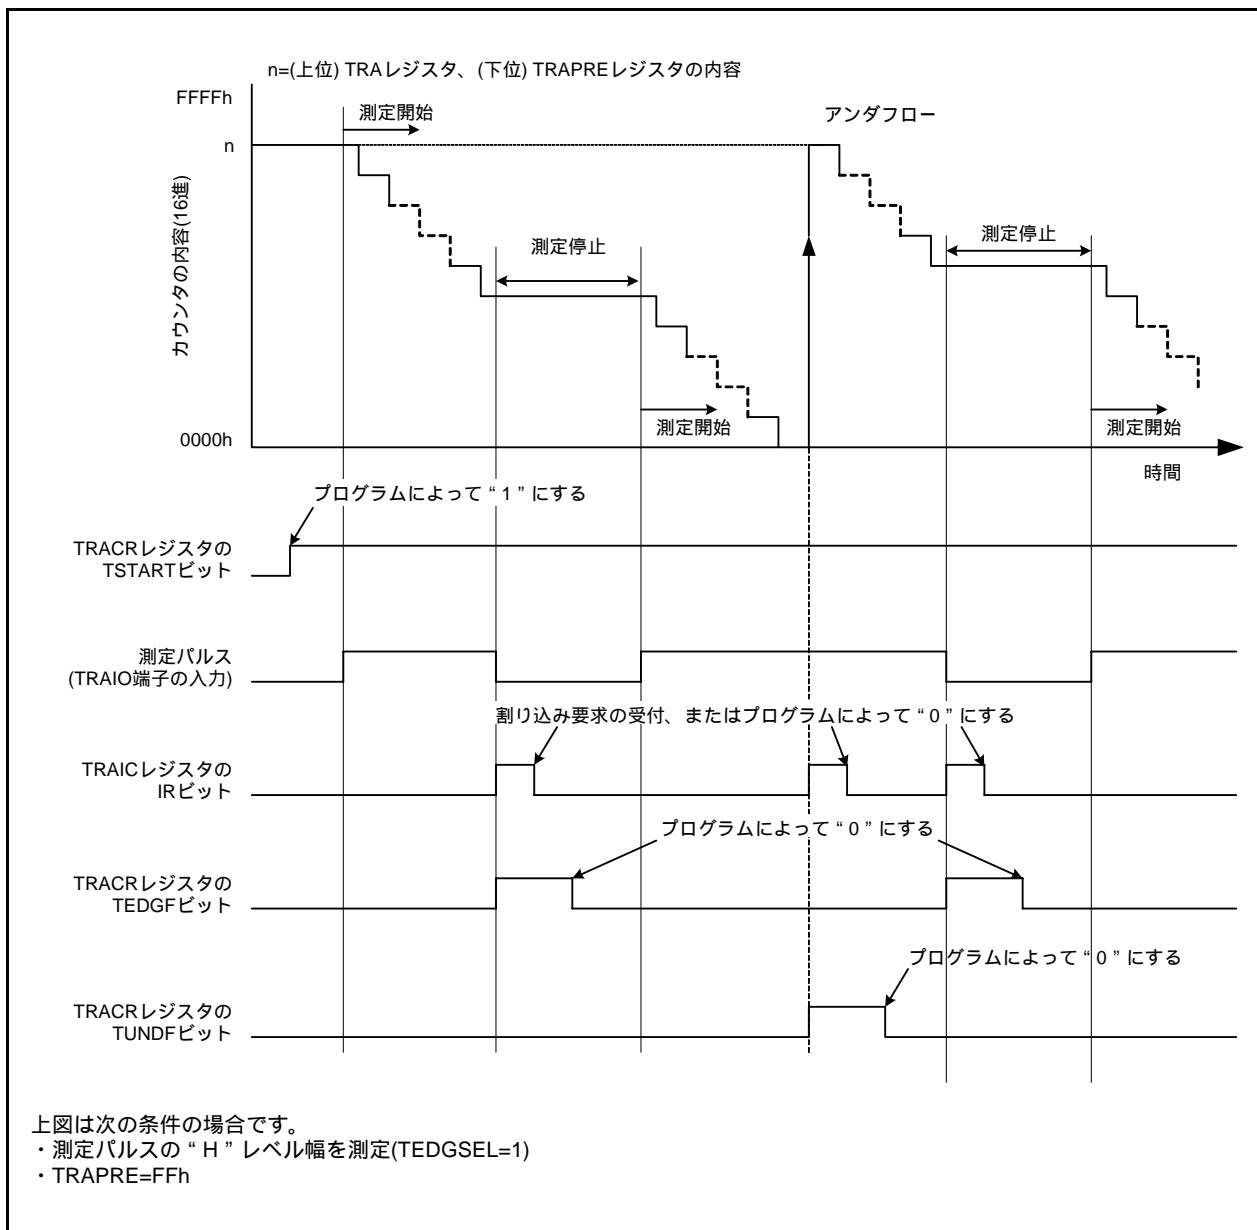 n=(上位) TRAレジスタ、(下位) TRAPREレジスタの内容
FFFFh
測定開始
アンダフロー
n
カウンタの内容(16進)
測定停止
測定停止
測定開始
測定開始
0000h
時間
プログラムによって “ 1 ” にする
TRACRレジスタの
TSTARTビット
測定パルス
(TRAIO端子の入力)
割り込み要求の受付、またはプログラムによって “ 0 ” にする
TRAICレジスタの
IRビット
プログラムによって “ 0 ” にする
TRACRレジスタの
TEDGFビット
プログラムによって “ 0 ” にする
TRACRレジスタの
TUNDFビット
上図は次の条件の場合です。
・測定パルスの “ H ” レベル幅を測定(TEDGSEL=1)
・TRAPRE=FFh